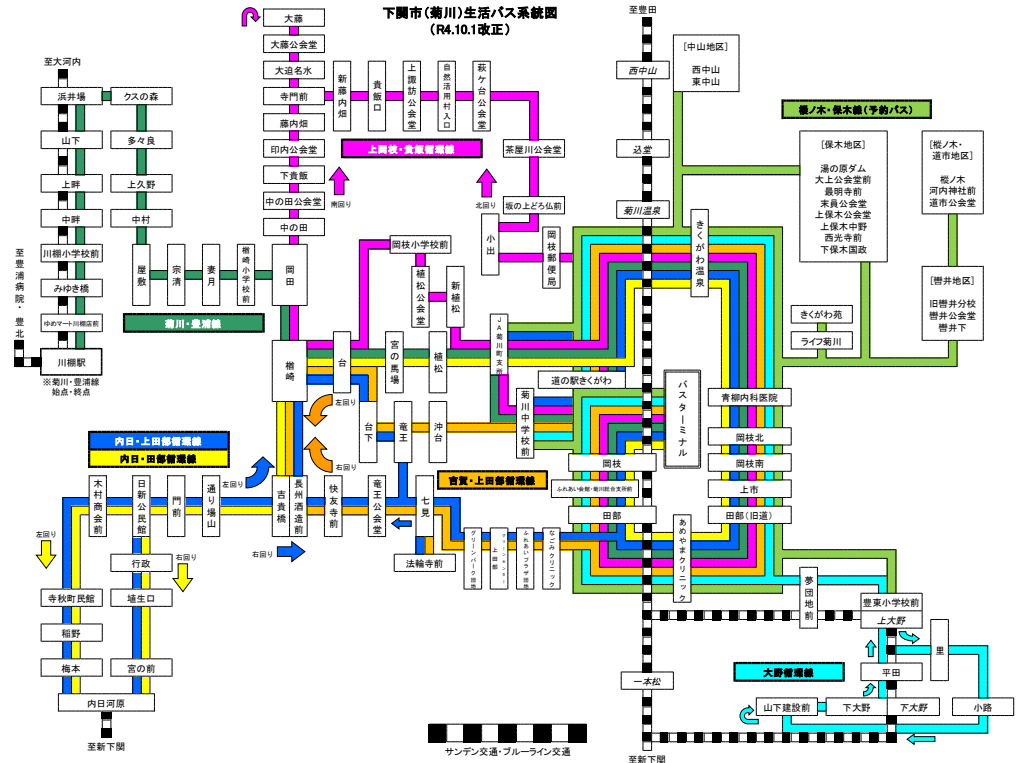 下関市（菊川）生活バス系統図
（R4.10.1改正）
至大河内
浜井場
クスの森
山下
多々良
上畔
上久野
中畔
中村
川棚小学校前
みゆき橋
ゆめマート川棚店前
川棚駅
至豊浦病院・豊北
※菊川・豊浦線
始点・終点
屋敷
宗清
妻月
楢崎小学校前
岡田
菊川・豊浦線
大藤
大藤公会堂
大迫名水
寺門前
藤内畑
印内公会堂
下貴飯
中の田公会堂
中の田
新藤内畑
貴飯口
上諏訪公会堂
自然活用村入口
萩ケ台公会堂
上岡枝・貴飯循環線
南回り
北回り
茶屋川公会堂
坂の上どろ仏前
小出
岡枝郵便局
岡枝小学校前
植松公会堂
新植松
楢崎
台
宮の馬場
植松
JA菊川町支所
菊川中学校前
道の駅きくがわ
台下
竜王
沖台
左回り
右回り
内日・上田部循環線
内日・田部循環線
吉賀・上田部循環線
左回り
右回り
木村商会前
日新公民館
門前
通り場山
吉賀橋
長州酒造前
快友寺前
竜王公会堂
七見
法輪寺前
グリーンパーク団地
上田部
ふれあいプラザ団地
なごみクリニック
左回り
右回り
行政
寺秋町民館
埴生口
稲野
梅本
宮の前
内日河原
至新下関
至豊田
西中山
込堂
菊川温泉
きくがわ温泉
［中山地区］
西中山
東中山
樅ノ木・保木線（予約バス）
［保木地区］
湯の原ダム
大上公会堂前
最明寺前
末員公会堂
上保木公会堂
上保木中野
西光寺前
下保木国政
［樅ノ木・
道市地区］
樅ノ木
河内神社前
道市公会堂
［轡井地区］
旧轡井分校
轡井公会堂
轡井下
きくがわ苑
ライフ菊川
バスターミナル
青柳内科医院
岡枝北
岡枝南
上市
田部（旧道）
岡枝
ふれあい会館・菊川総合支所前
田部
あめやまクリニック
夢団地前
豊東小学校前
上大野
里
平田
大野循環線
山下建設前
下大野
下大野
小路
一本松
至新下関
サンデン交通・ブルーライン交通